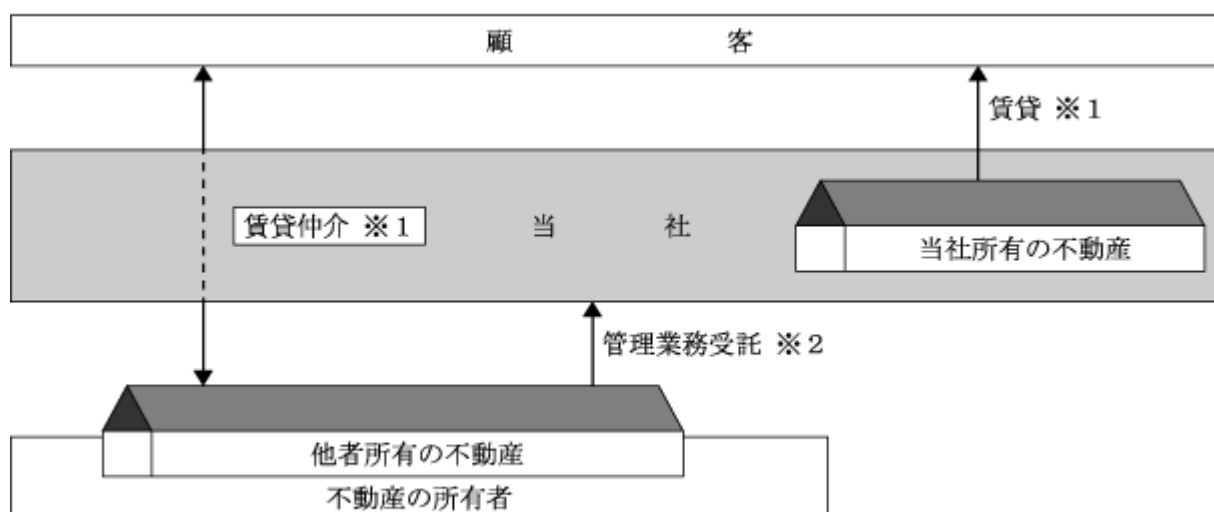 顧客
賃貸 ※1
賃貸仲介 ※1
当社
当社所有の不動産
管理業務受託 ※2
他者所有の不動産
不動産の所有者